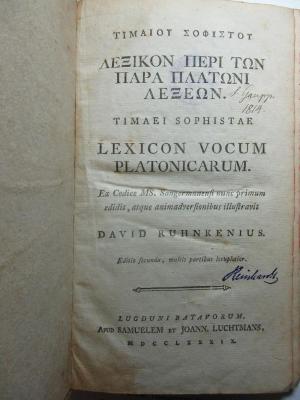 ΤΙΜΑΙΟΥ ΣΟΦΙΣΤΟΥ
ΛΕΞΙΚΟΝ ΠΕΡΙ ΤΩΝ
ΠΑΡΑ ΠΛΑΤΩΝΙ
ΛΕΞΕΩΝ.
1814.
TIMAEI SOPHISTAE
LEXICON VOCUM
PLATONICARUM.
Ex Codice MS. Sangermanensi nunc primum
edidit, atque animadversionibus illustravit
DAVID RUHNKENIUS.
Editio secunda, multis partibus locupletior.
LUGDUNI BATAVORUM,
APUD SAMUELEM ET JOANN. LUCHTMANS,
MDCCLXXXIX.